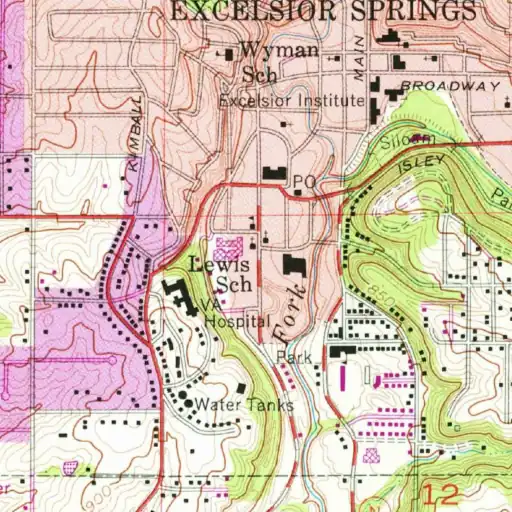 EXCELSIOR SPRINGS
Wyman
Sch
MAIN
BROADWAY
Excelsior Institute
KIMBALL
Siloam
ISLEY
PO
Lewis
Sch
VA
Hospital
Fork
850
Park
Water Tanks
900
12